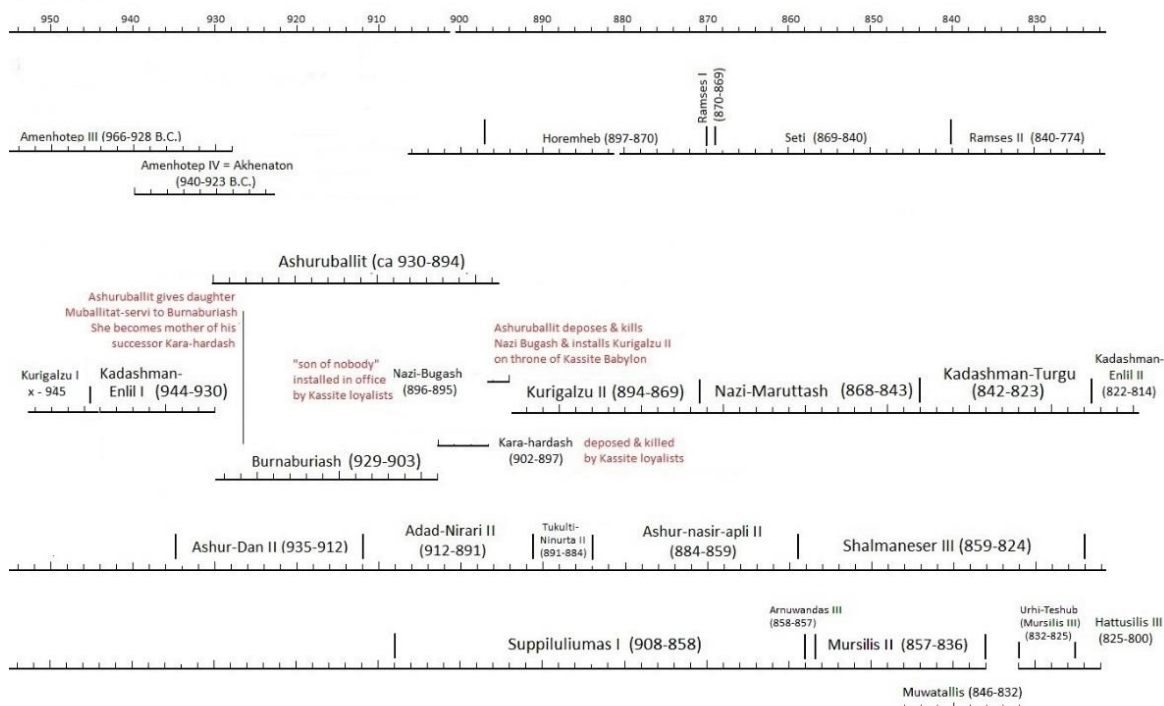 950 940 930 920 910 900 890 880 870 860 850 840 830
Ramses I
(870-869)
Amenhotep III (966-928 B.C.)
Horemheb (897-870)
Seti (869-840)
Ramses II (840-774)
Amenhotep IV = Akhenaton
(940-923 B.C.)
Ashuruballit (ca 930-894)
Ashuruballit gives daughter
Muballitat-servi to Burnaburiash
She becomes mother of his
successor Kara-hardash
"son of nobody"
installed in office
by Kassite loyalists
Nazi-Bugash
(896-895)
Ashuruballit deposes & kills
Nazi Bugash & installs Kurigalzu II
on throne of Kassite Babylon
Kurigalzu I
x - 945
Kadashman-
Enlil I (944-930)
Kurigalzu II (894-869)
Nazi-Maruttash (868-843)
Kadashman-Turgu
(842-823)
Kadashman-
Enlil II
(822-814)
Burnaburiash (929-903)
Kara-hardash
(902-897)
deposed & killed
by Kassite loyalists
Ashur-Dan II (935-912)
Adad-Nirari II
(912-891)
Tukulti-
Ninurta II
(891-884)
Ashur-nasir-apli II
(884-859)
Shalmaneser III (859-824)
Suppiluliumas I (908-858)
Arnuwandas III
(858-857)
Mursilis II (857-836)
Urhi-Teshub
(Mursilis III)
(832-825)
Hattusilis III
(825-800)
Muwatallis (846-832)